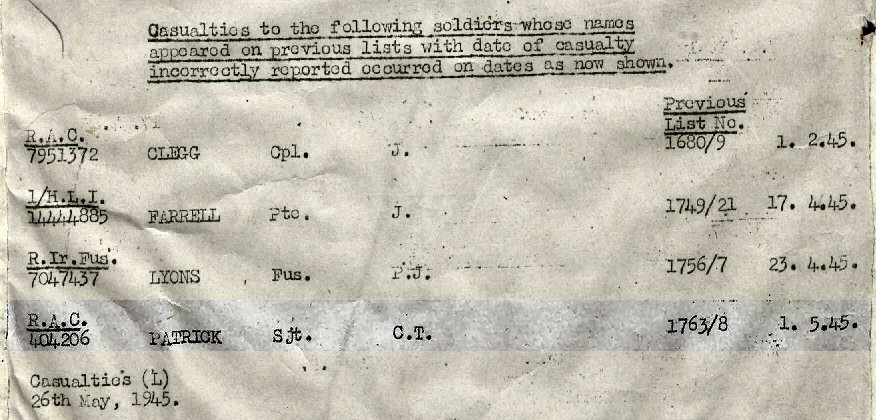 Casualties to the following soldiers whose names
appeared on previous lists with date of casualty
incorrectly reported occurred on dates as now shown.
Previous
List No.
R.A.C.
7951372 CLEGG Cpl. J. 1680/9 1. 2.45.
1/H.L.I.
14444885 FARRELL Pte. J. 1749/21 17. 4.45.
R.Ir.Fus.
7047437 LYONS Fus. P.J. 1756/7 23. 4.45.
R.A.C.
404206 PATRICK Sjt. C.T. 1763/8 1. 5.45.
Casualties (L)
26th May, 1945.